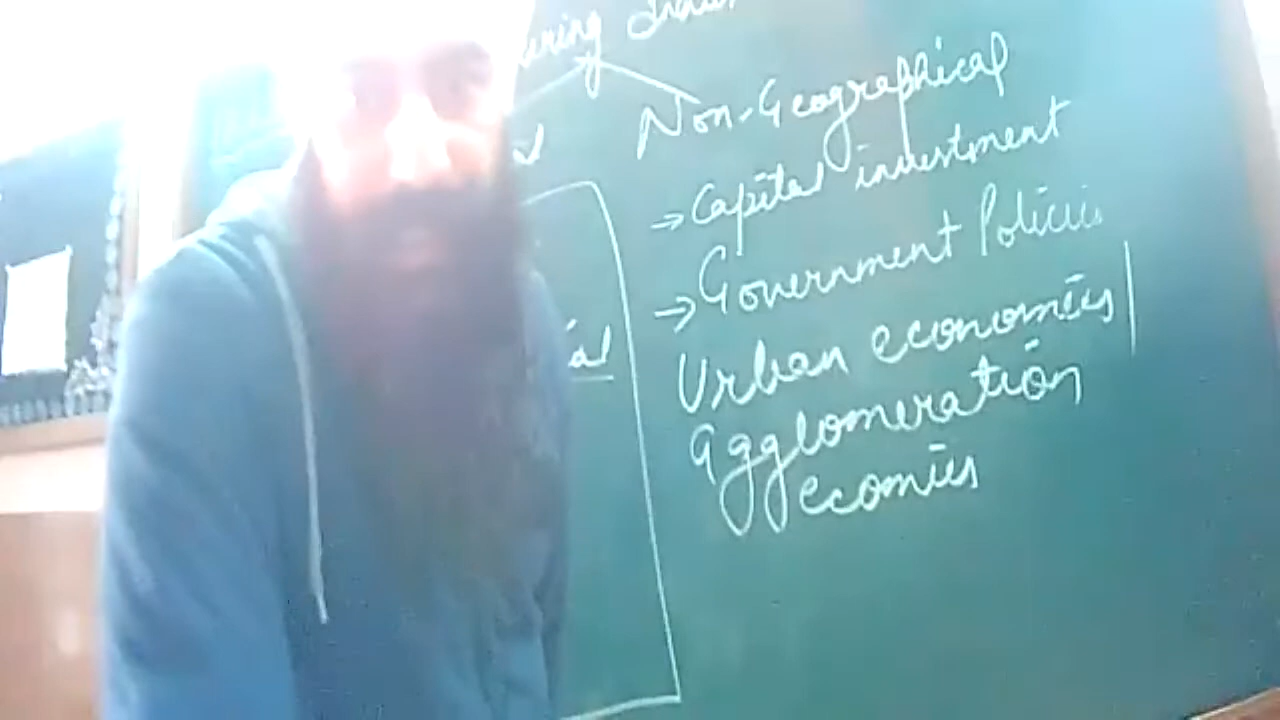 Non-Geographical
→ Capital investment
→ Government Policies
Urban economies/
Agglomeration
ecomies